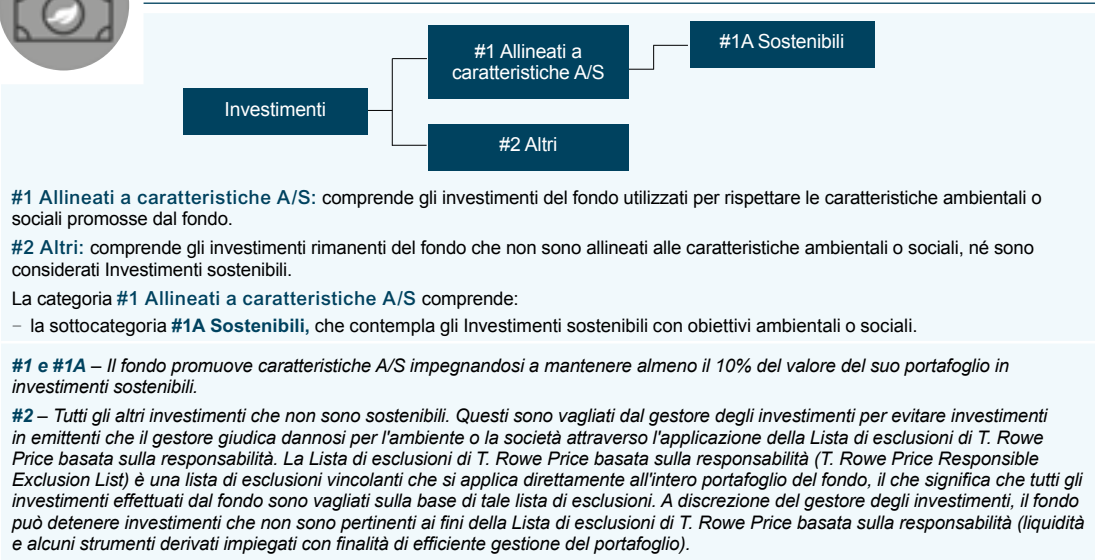 #1 Allineati a
caratteristiche A/S
#1A Sostenibili
Investimenti
#2 Altri
#1 Allineati a caratteristiche A/S: comprende gli investimenti del fondo utilizzati per rispettare le caratteristiche ambientali o
sociali promosse dal fondo.
#2 Altri: comprende gli investimenti rimanenti del fondo che non sono allineati alle caratteristiche ambientali o sociali, né sono
considerati Investimenti sostenibili.
La categoria #1 Allineati a caratteristiche A/S comprende:
– la sottocategoria #1A Sostenibili, che contempla gli Investimenti sostenibili con obiettivi ambientali o sociali.
#1 e #1A – Il fondo promuove caratteristiche A/S impegnandosi a mantenere almeno il 10% del valore del suo portafoglio in
investimenti sostenibili.
#2 – Tutti gli altri investimenti che non sono sostenibili. Questi sono vagliati dal gestore degli investimenti per evitare investimenti
in emittenti che il gestore giudica dannosi per l'ambiente o la società attraverso l'applicazione della Lista di esclusioni di T. Rowe
Price basata sulla responsabilità. La Lista di esclusioni di T. Rowe Price basata sulla responsabilità (T. Rowe Price Responsible
Exclusion List) è una lista di esclusioni vincolanti che si applica direttamente all'intero portafoglio del fondo, il che significa che tutti gli
investimenti effettuati dal fondo sono vagliati sulla base di tale lista di esclusioni. A discrezione del gestore degli investimenti, il fondo
può detenere investimenti che non sono pertinenti ai fini della Lista di esclusioni di T. Rowe Price basata sulla responsabilità (liquidità
e alcuni strumenti derivati impiegati con finalità di efficiente gestione del portafoglio).